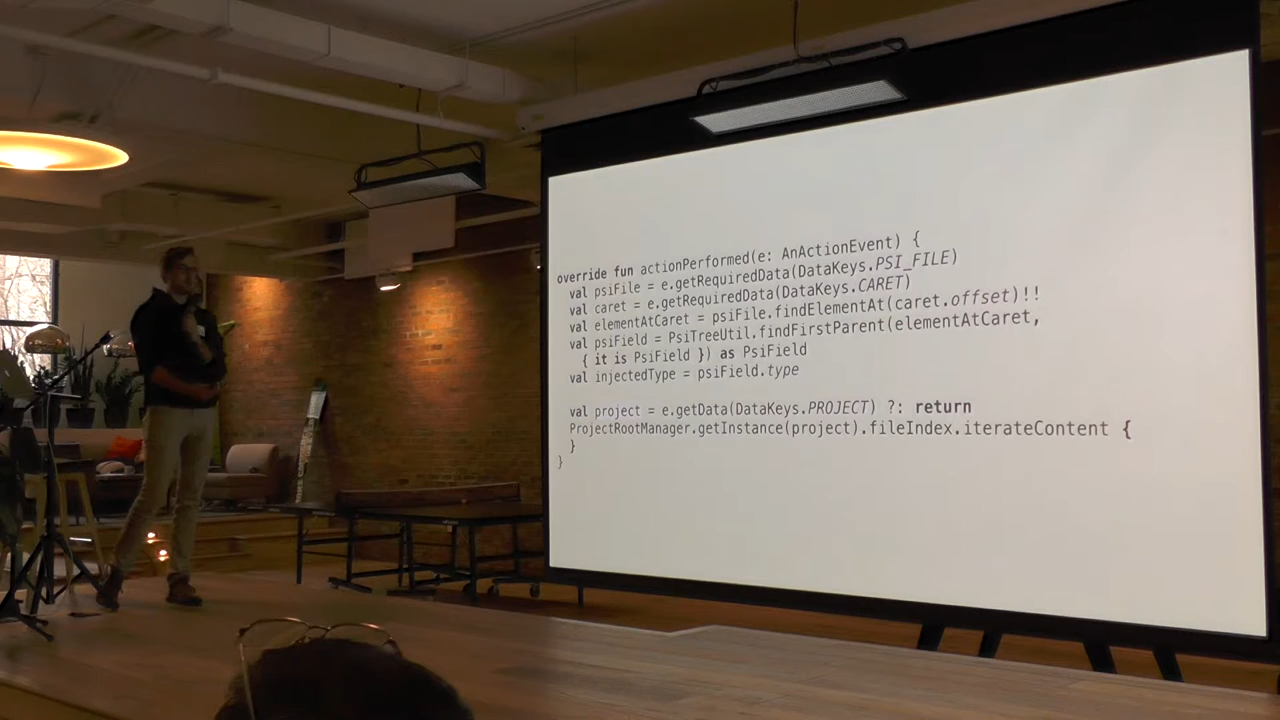 override fun actionPerformed(e: AnActionEvent) {
val psiFile = e.getRequiredData(DataKeys.PSI_FILE)
val caret = e.getRequiredData(DataKeys.CARET)
val elementAtCaret = psiFile.findElementAt(caret.offset)!!
val psiField = PsiTreeUtil.findFirstParent(elementAtCaret,
{ it is PsiField }) as PsiField
val injectedType = psiField.type
val project = e.getData(DataKeys.PROJECT) ?: return
ProjectRootManager.getInstance(project).fileIndex.iterateContent {
}
}